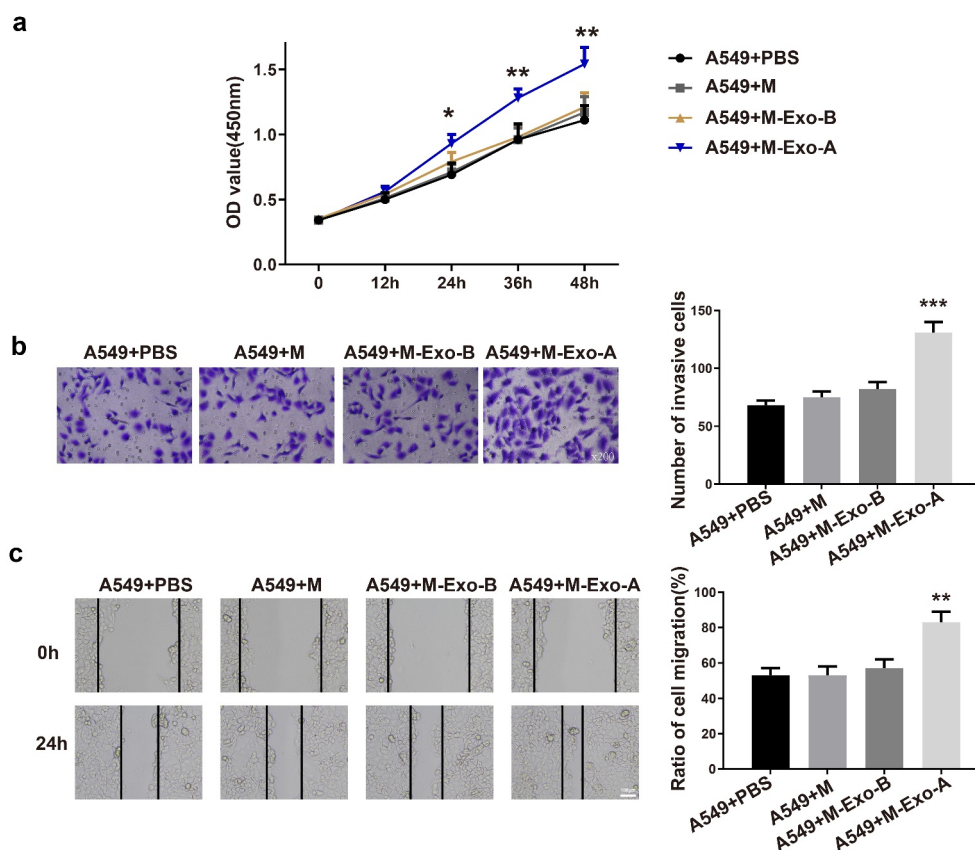 a
OD value(450nm)
1.5
1.0
0.5
0.0
0 12h 24h 36h 48h
*
**
**
A549+PBS
A549+M
A549+M-Exo-B
A549+M-Exo-A
b
A549+PBS A549+M A549+M-Exo-B A549+M-Exo-A
x200
Number of invasive cells
150
100
50
0
***
A549+PBS
A549+M
A549+M-Exo-B
A549+M-Exo-A
c
A549+PBS A549+M A549+M-Exo-B A549+M-Exo-A
0h
24h
Ratio of cell migration(%)
100
80
60
40
20
0
**
A549+PBS
A549+M
A549+M-Exo-B
A549+M-Exo-A